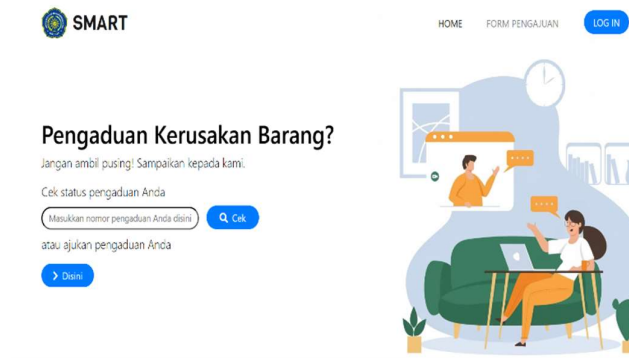 SMART
HOME FORM PENGAJUAN LOG IN
Pengaduan Kerusakan Barang?
Jangan ambil pusing! Sampaikan kepada kami.
Cek status pengaduan Anda
Masukkan nomor pengaduan Anda disini Cek
atau ajukan pengaduan Anda
Disini